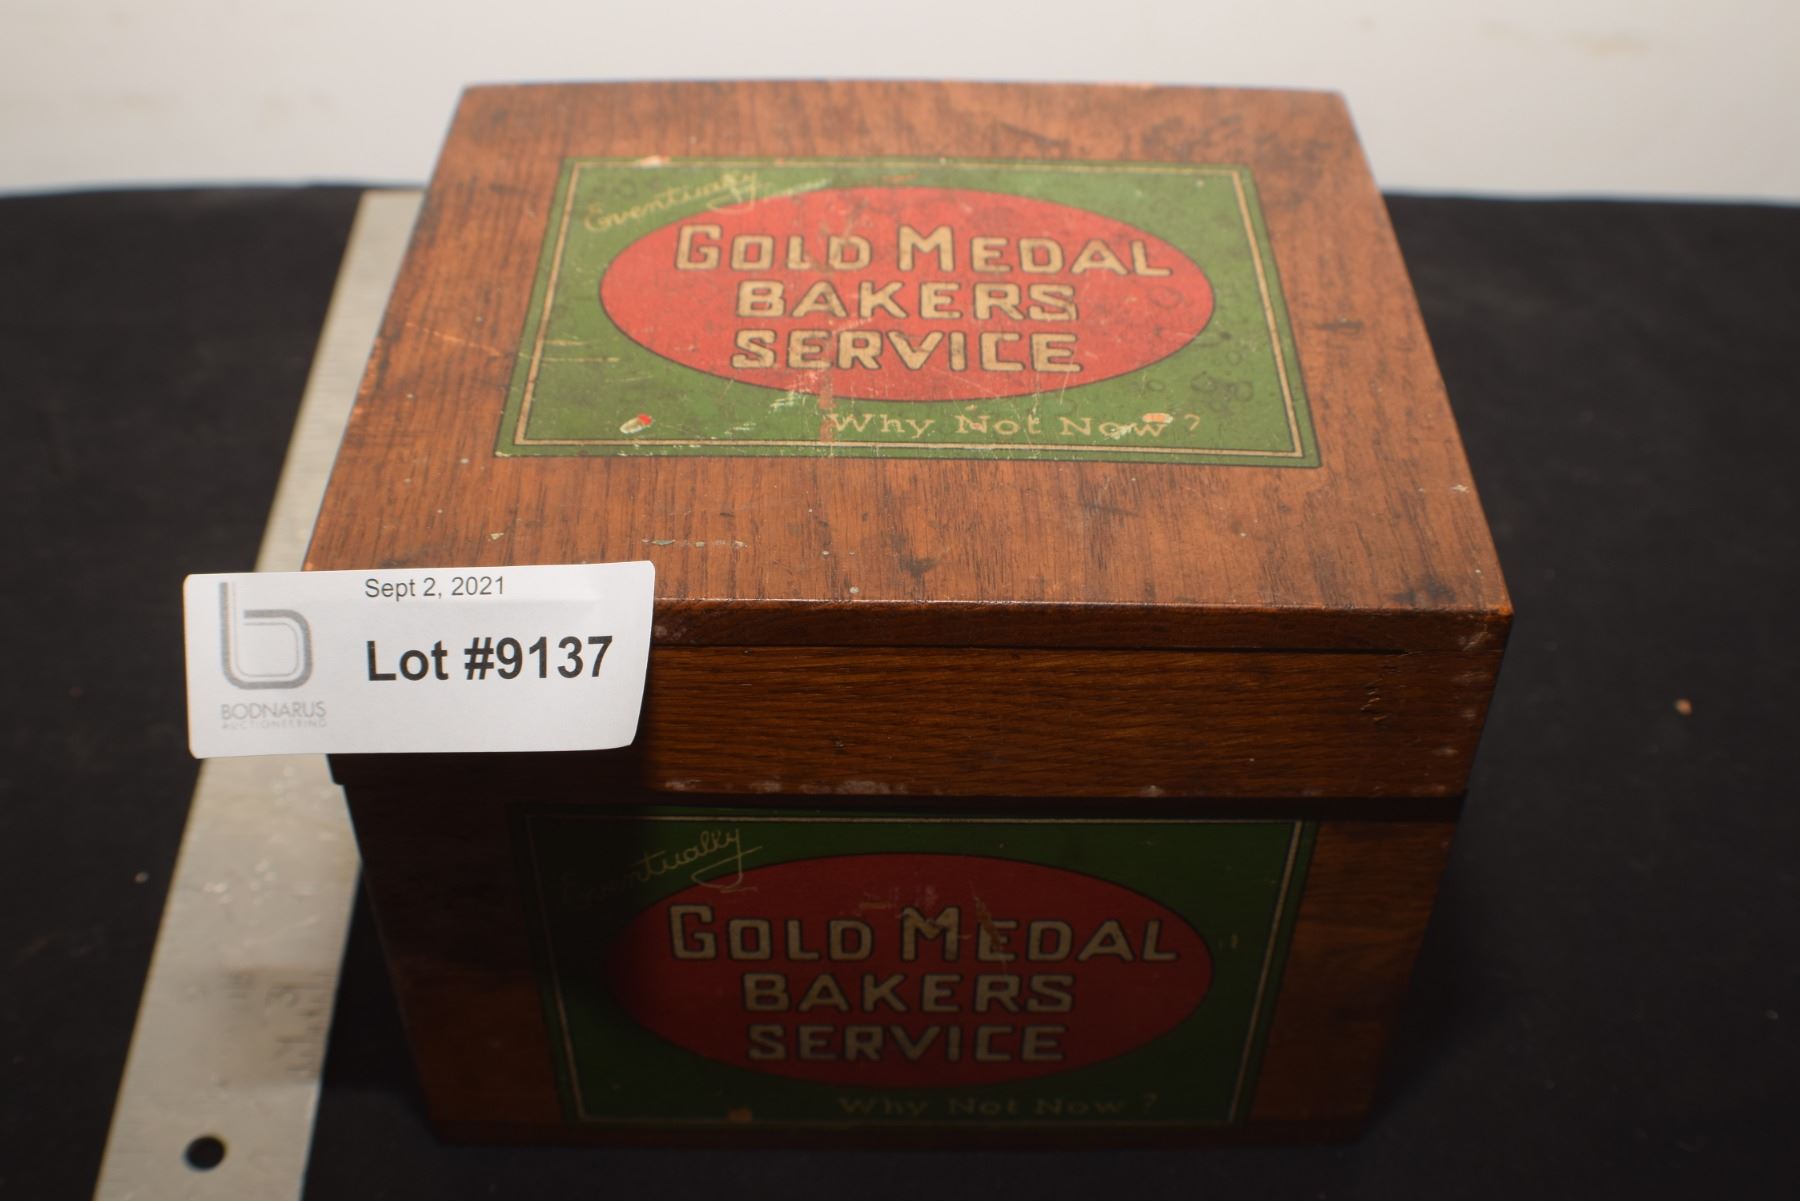 Eventually
GOLD MEDAL
BAKERS
SERVICE
Why Not Now?
Sept 2, 2021
Lot #9137
BODNARUS
AUCTIONEERING
Eventually
GOLD MEDAL
BAKERS
SERVICE
Why Not Now?